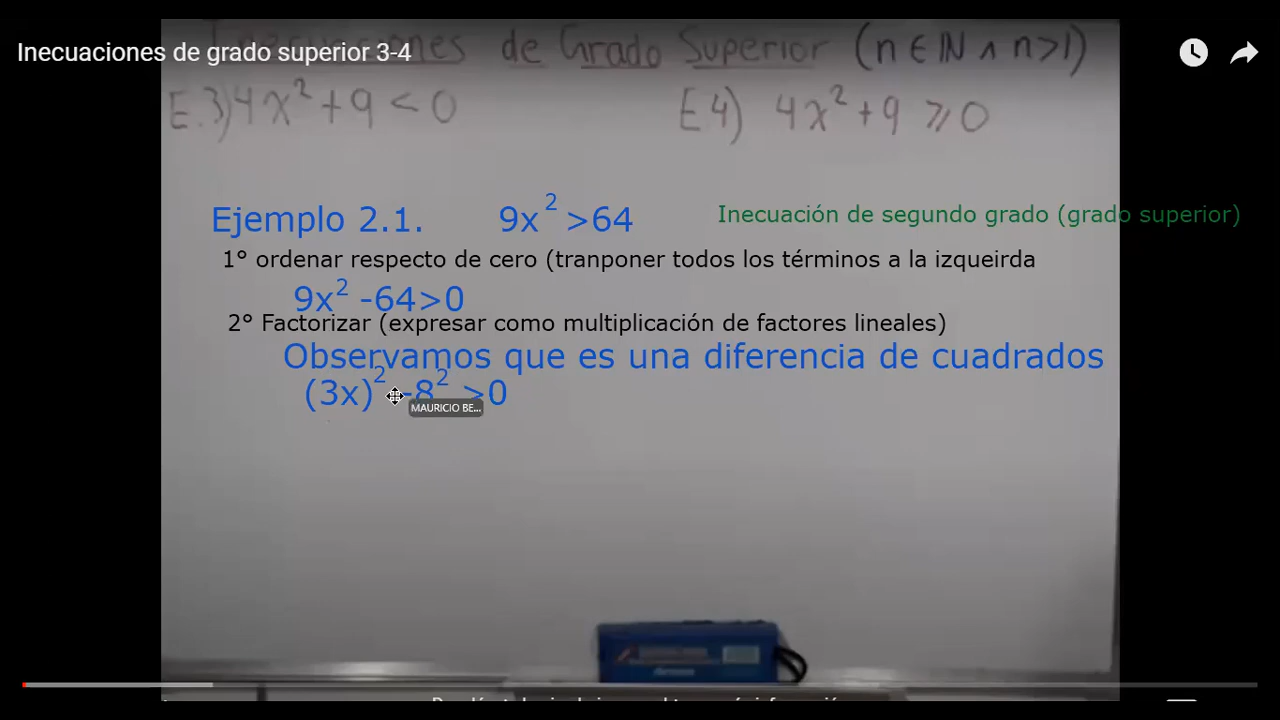 Inecuaciones de grado superior 3-4
de Grado Superior (n ∈ ℕ ∧ n>1)
E.3) 4x² + 9 < 0
E4) 4x² + 9 ≥ 0
Ejemplo 2.1. 9x² >64
Inecuación de segundo grado (grado superior)
1° ordenar respecto de cero (tranponer todos los términos a la izqueirda
9x² -64>0
2° Factorizar (expresar como multiplicación de factores lineales)
Observamos que es una diferencia de cuadrados
(3x)² -8² >0
MAURICIO BE...